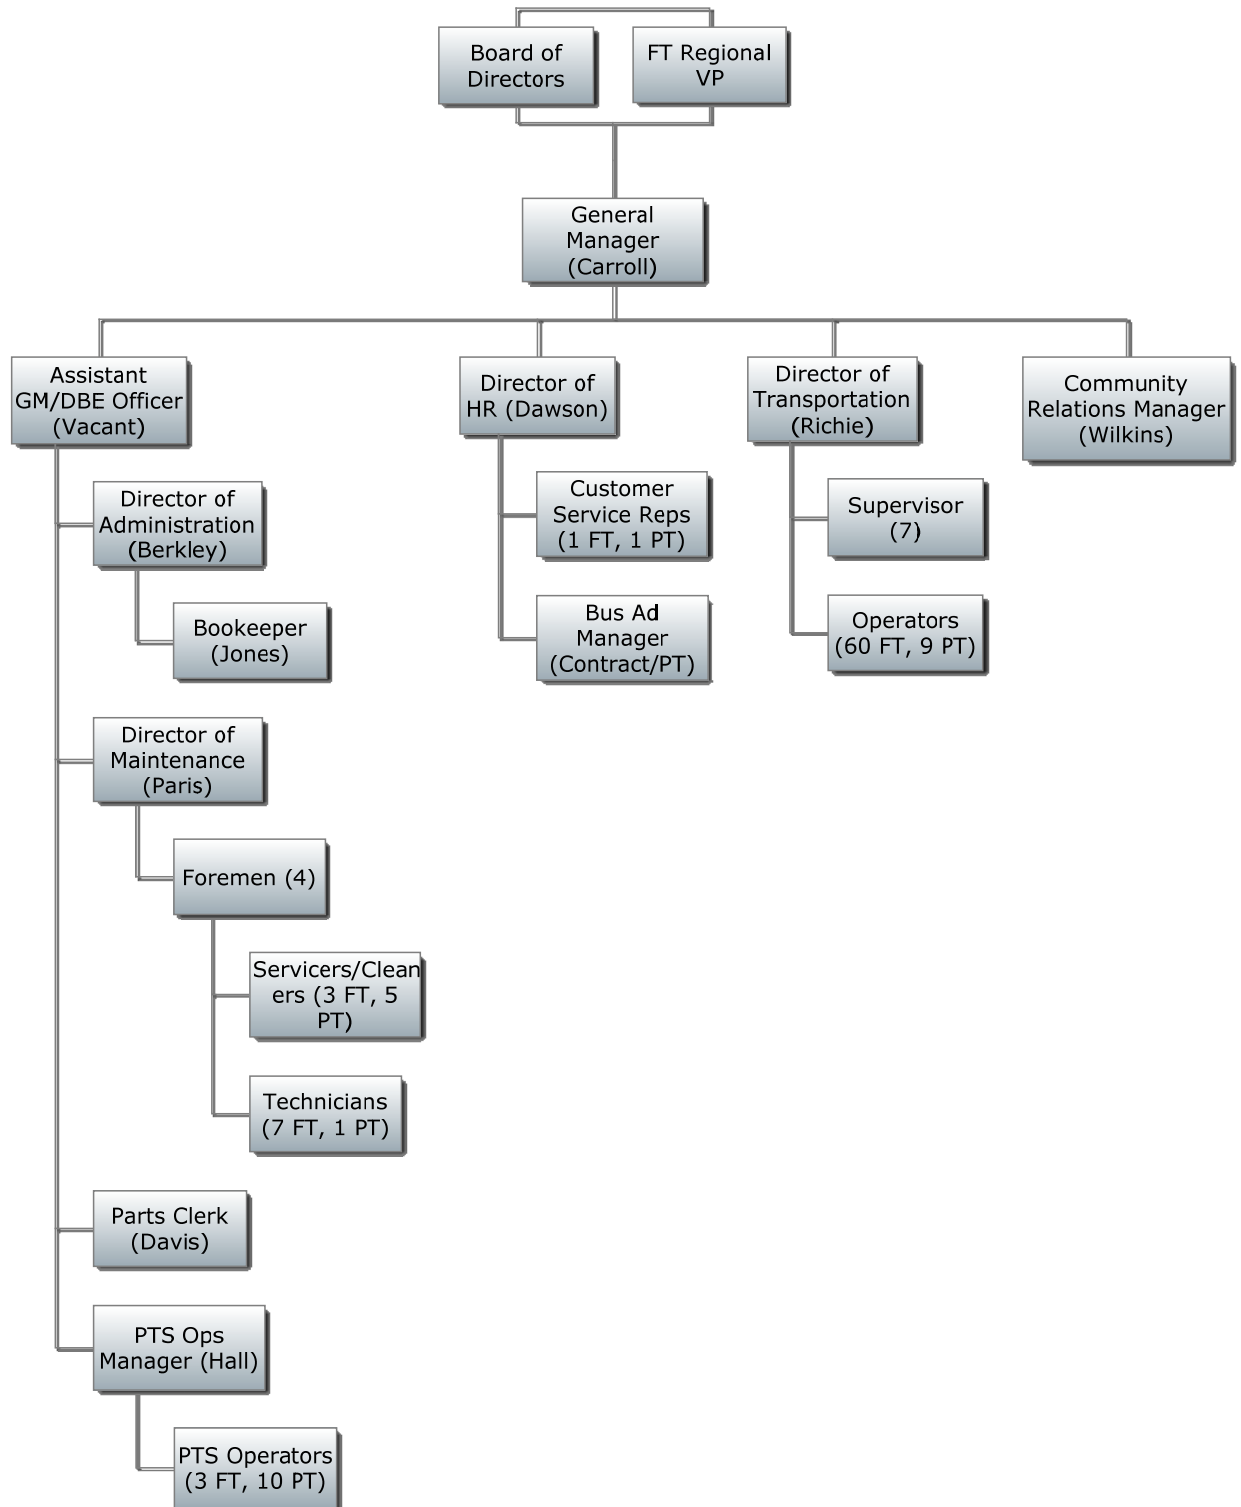 Board of
Directors
FT Regional
VP
General
Manager
(Carroll)
Assistant
GM/DBE Officer
(Vacant)
Director of
HR (Dawson)
Director of
Transportation
(Richie)
Community
Relations Manager
(Wilkins)
Director of
Administration
(Berkley)
Customer
Service Reps
(1 FT, 1 PT)
Supervisor
(7)
Bookeeper
(Jones)
Bus Ad
Manager
(Contract/PT)
Operators
(60 FT, 9 PT)
Director of
Maintenance
(Paris)
Foremen (4)
Servicers/Clean
ers (3 FT, 5
PT)
Technicians
(7 FT, 1 PT)
Parts Clerk
(Davis)
PTS Ops
Manager (Hall)
PTS Operators
(3 FT, 10 PT)